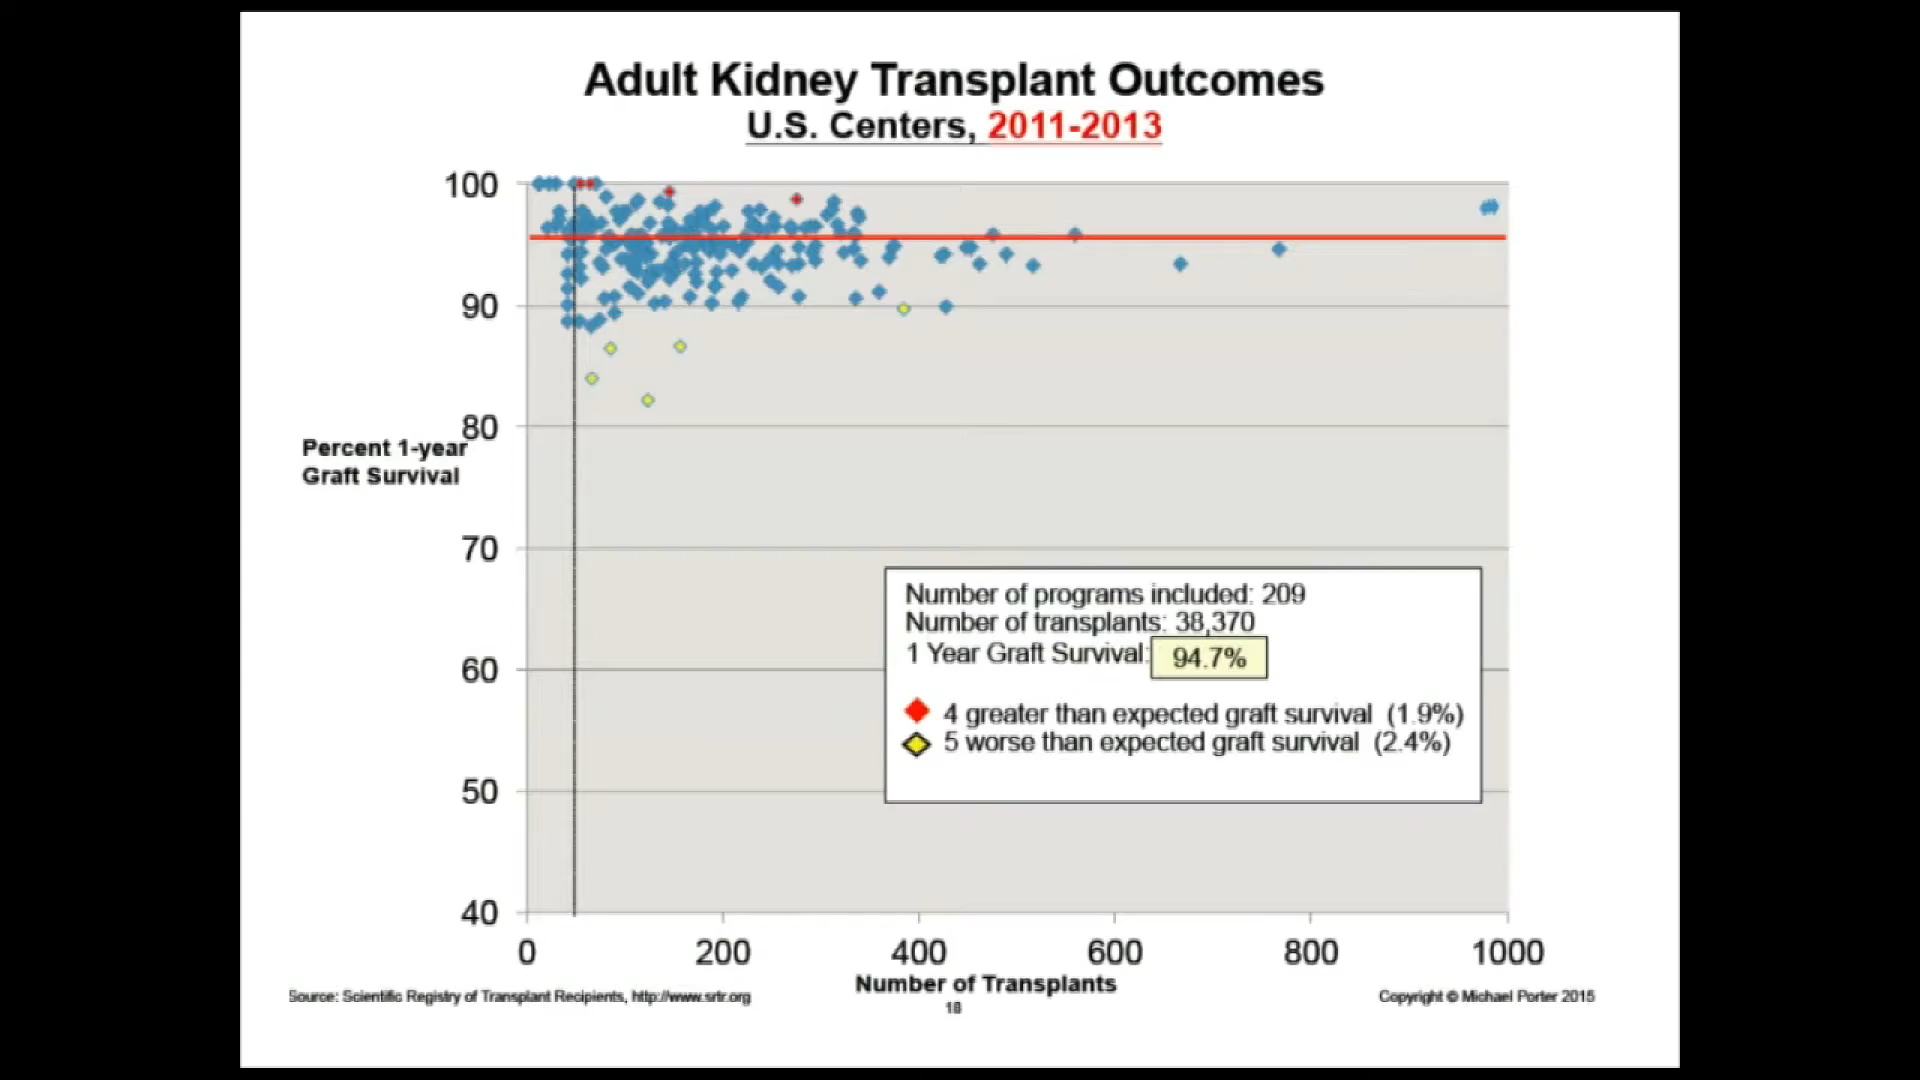 Adult Kidney Transplant Outcomes
U.S. Centers, 2011-2013
100
90
80
Percent 1-year
Graft Survival
70
60
50
40
Number of programs included: 209
Number of transplants: 38,370
1 Year Graft Survival: 94.7%
4 greater than expected graft survival (1.9%)
5 worse than expected graft survival (2.4%)
0 200 400 600 800 1000
Number of Transplants
Source: Scientific Registry of Transplant Recipients, http://www.srtr.org
Copyright © Michael Porter 2015